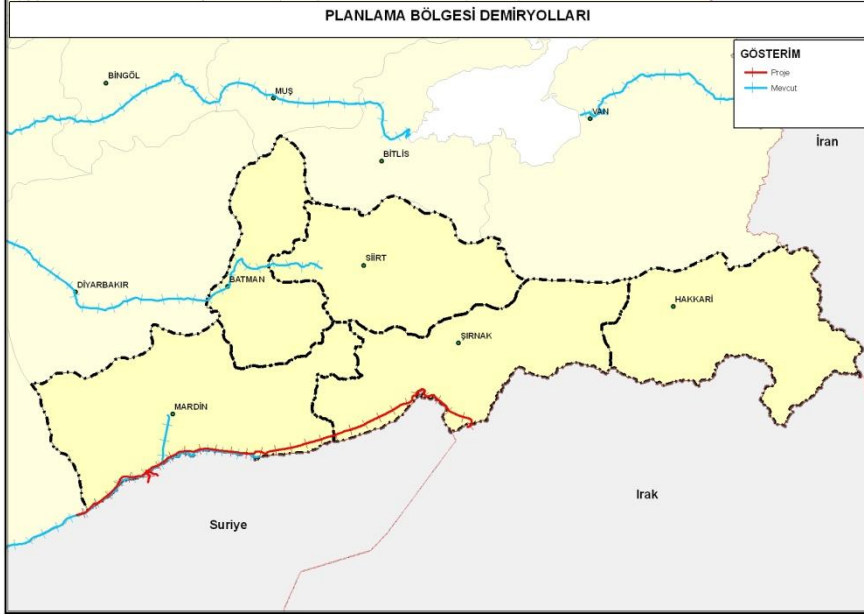 PLANLAMA BÖLGESİ DEMİRYOLLARI
GÖSTERİM
Proje
Mevcut
BİNGÖL
MUŞ
VAN
İran
BİTLİS
SİİRT
BATMAN
DİYARBAKIR
HAKKARİ
ŞIRNAK
MARDİN
Irak
Suriye